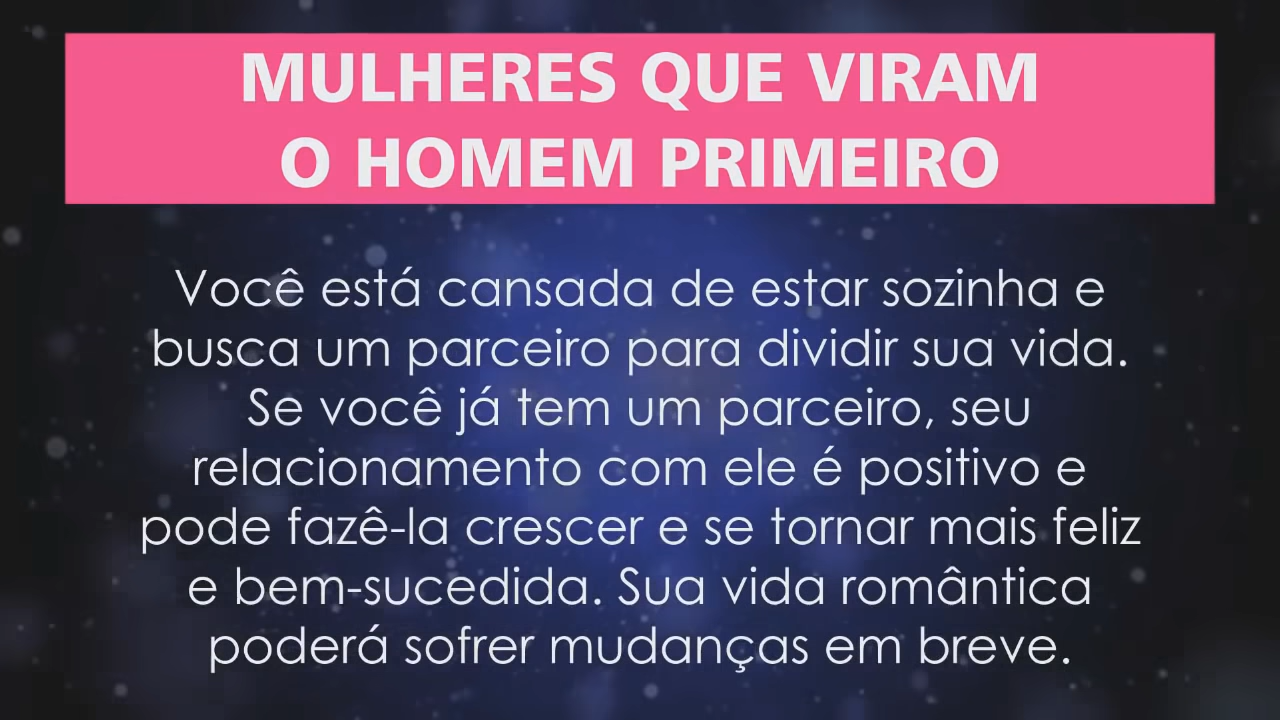 MULHERES QUE VIRAM
O HOMEM PRIMEIRO
Você está cansada de estar sozinha e
busca um parceiro para dividir sua vida.
Se você já tem um parceiro, seu
relacionamento com ele é positivo e
pode fazê-la crescer e se tornar mais feliz
e bem-sucedida. Sua vida romântica
poderá sofrer mudanças em breve.